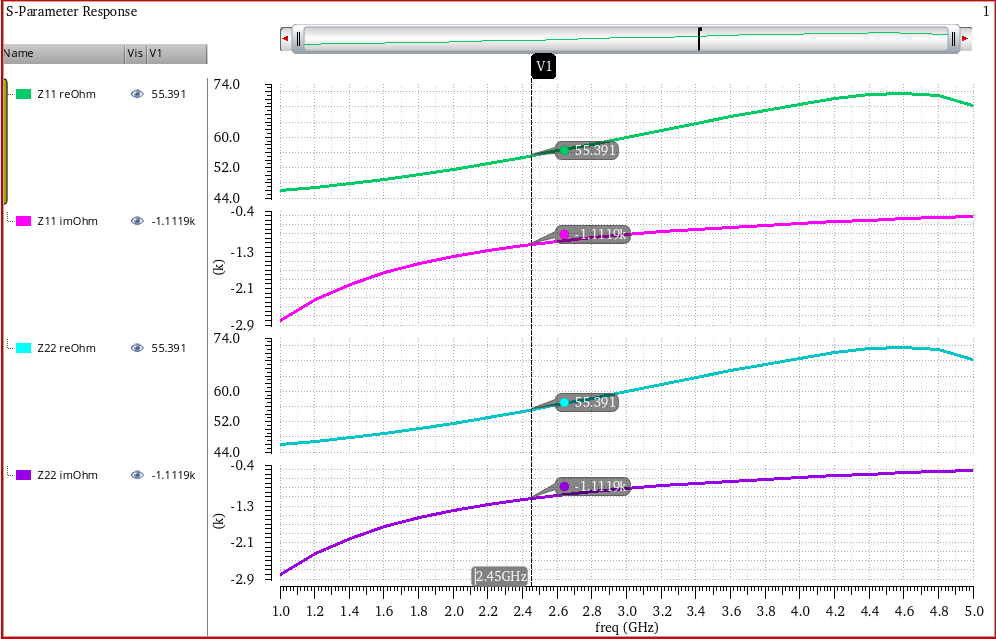 S-Parameter Response 1
Name Vis V1
V1
Z11 reOhm 55.391
74.0
60.0
52.0
44.0
55.391
Z11 imOhm -1.1119k
-0.4
-1.3
-2.1
-2.9
(k)
-1.1119k
Z22 reOhm 55.391
74.0
60.0
52.0
44.0
55.391
Z22 imOhm -1.1119k
-0.4
-1.3
-2.1
-2.9
(k)
-1.1119k
2.45GHz
1.0 1.2 1.4 1.6 1.8 2.0 2.2 2.4 2.6 2.8 3.0 3.2 3.4 3.6 3.8 4.0 4.2 4.4 4.6 4.8 5.0
freq (GHz)